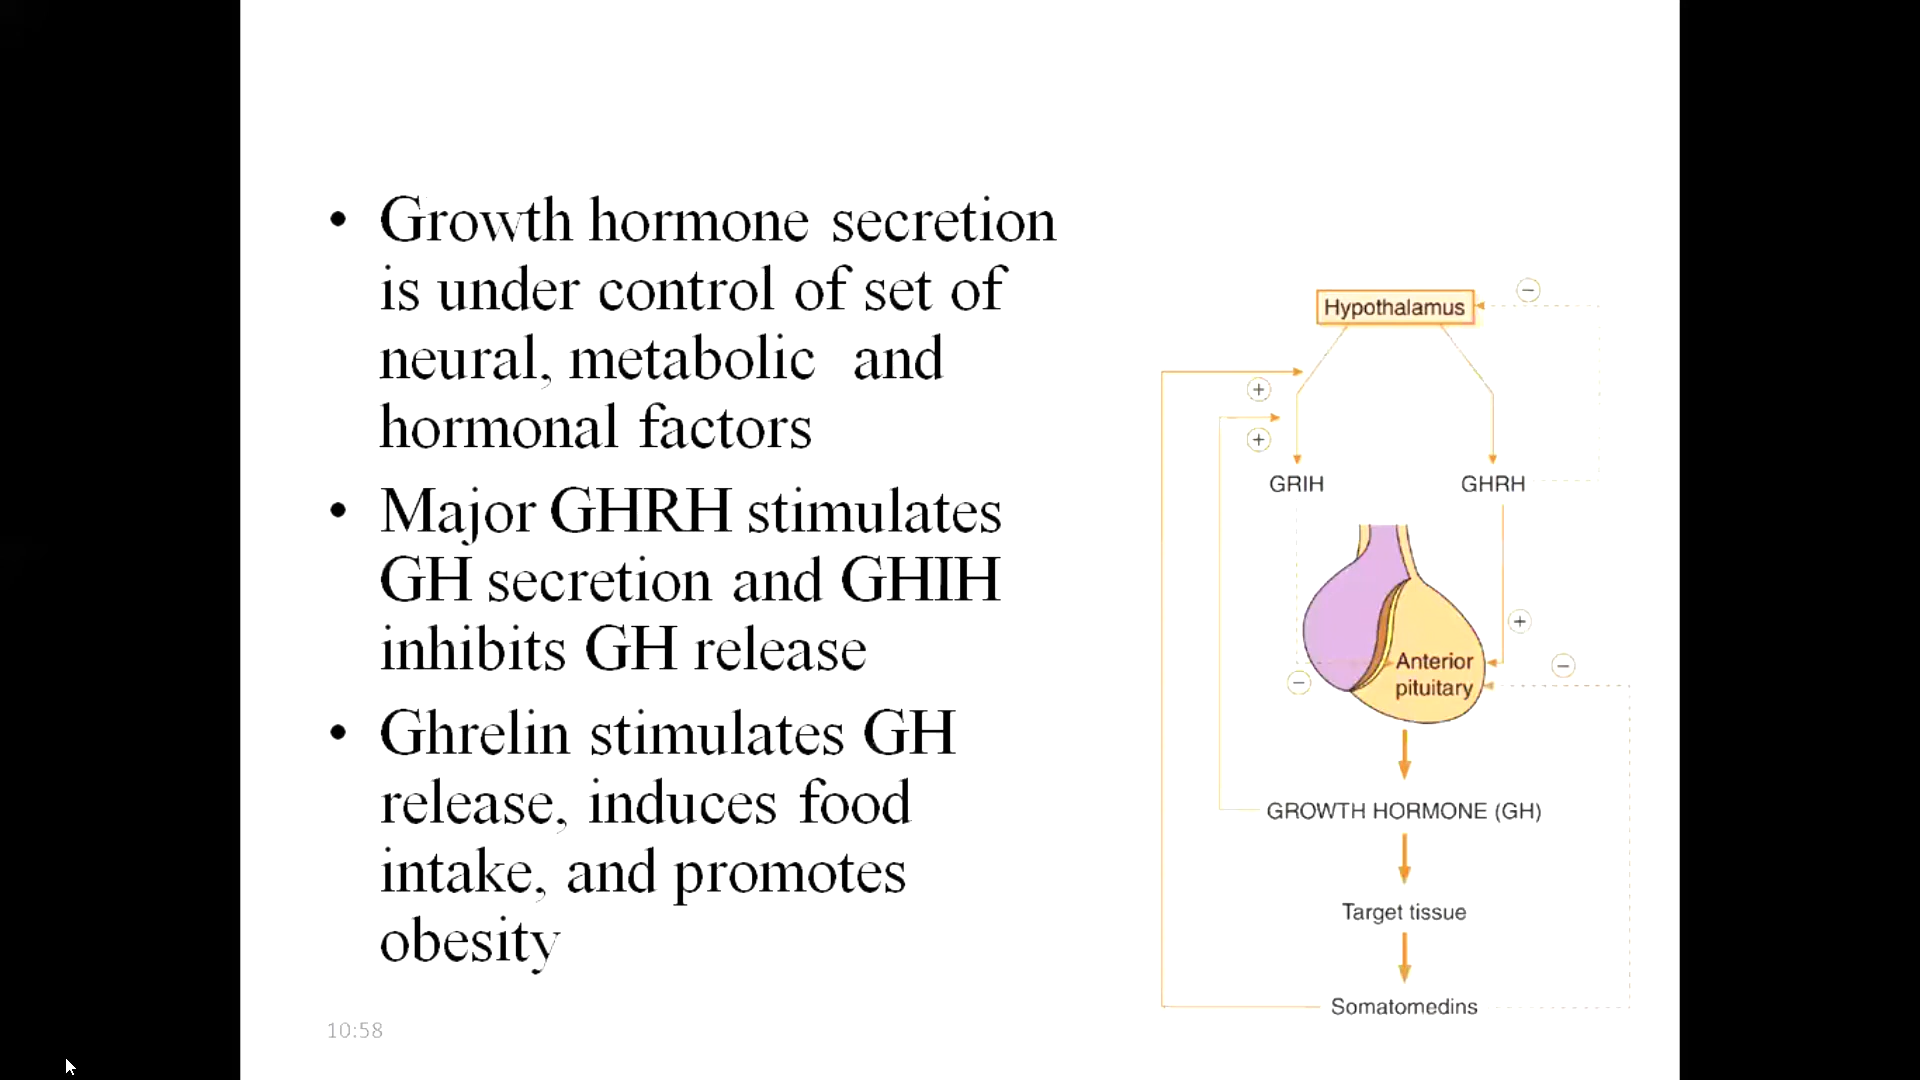 • Growth hormone secretion
is under control of set of
neural, metabolic and
hormonal factors
• Major GHRH stimulates
GH secretion and GHIH
inhibits GH release
• Ghrelin stimulates GH
release, induces food
intake, and promotes
obesity
10:58
Hypothalamus
−
+
+
GRIH
GHRH
+
Anterior
pituitary
−
−
GROWTH HORMONE (GH)
Target tissue
Somatomedins